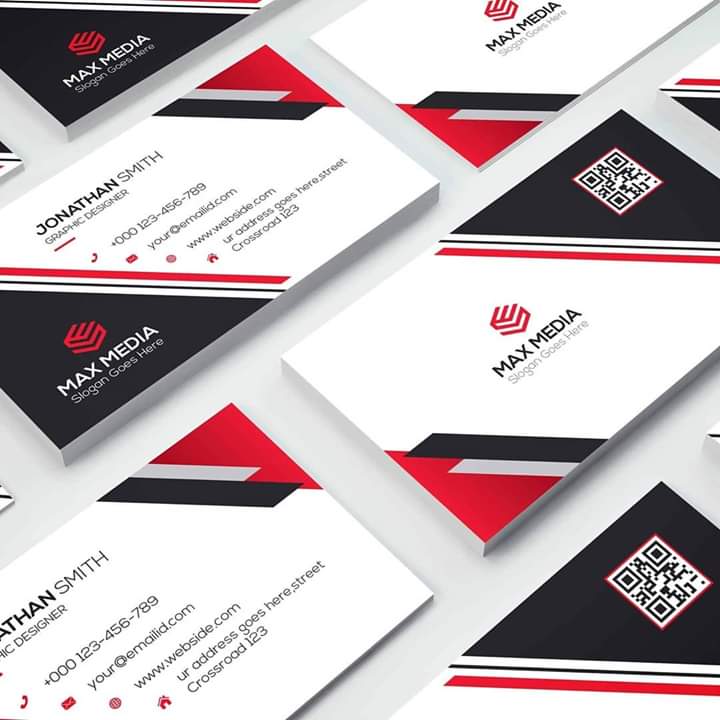 MAX MEDIA
Slogan Goes Here
MAX MEDIA
Slogan Goes Here
JONATHAN SMITH
GRAPHIC DESIGNER
+000 123-456-789
your@emailid.com
www.webside.com
ur address goes here,street
Crossroad 123
MAX MEDIA
Slogan Goes Here
MAX MEDIA
Slogan Goes Here
NATHAN SMITH
PHIC DESIGNER
+000 123-456-789
your@emailid.com
www.webside.com
ur address goes here,street
Crossroad 123